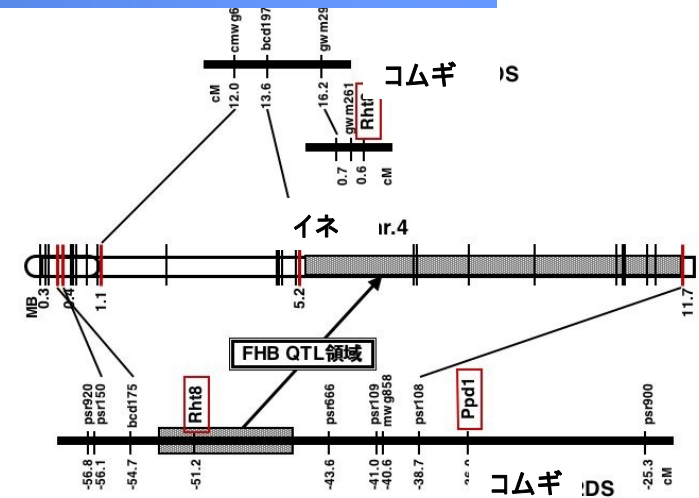 cmwg6
bcd197
gwm29
コムギ
DS
cM
12.0
13.6
16.2
gwm261
0.7
0.6
cM
イネ
r.4
MB
0.3
0.4
1.1
5.2
11.7
FHB QTL領域
psr920
psr150
bcd175
Rht8
psr666
psr109
mwg858
psr108
Ppd1
psr900
-56.8
-56.1
-54.7
-51.2
-43.6
-41.0
-40.6
-38.7
-25.3
cM
コムギ
DS